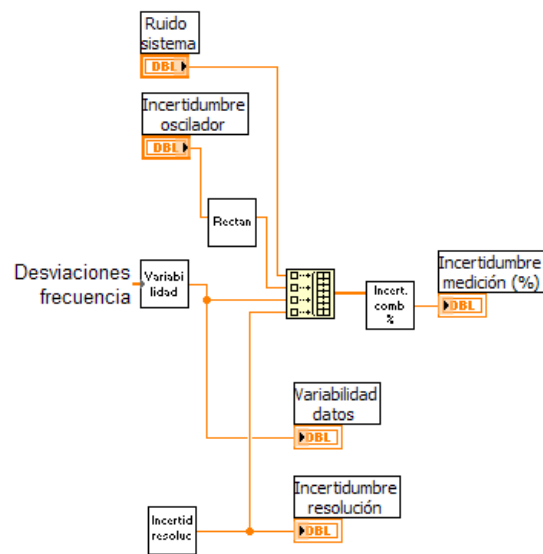 Ruido
sistema
DBL
Incertidumbre
oscilador
DBL
Rectan
Desviaciones
frecuencia
Variabi
lidad
Incert.
comb
%
Incertidumbre
medición (%)
DBL
Variabilidad
datos
DBL
Incertid
resoluc
Incertidumbre
resolución
DBL